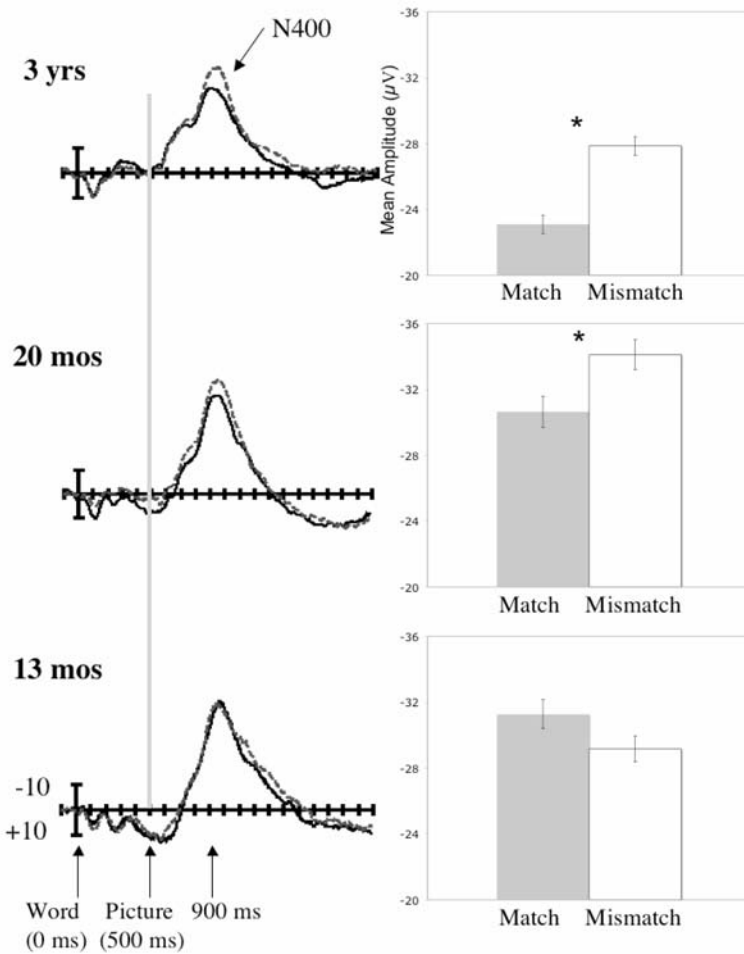 N400
3 yrs
20 mos
13 mos
-10
+10
Word
(0 ms)
Picture
(500 ms)
900 ms
Mean Amplitude (µV)
-36
-32
-28
-24
-20
*
Match
Mismatch
-36
-32
-28
-24
-20
*
Match
Mismatch
-36
-32
-28
-24
-20
Match
Mismatch